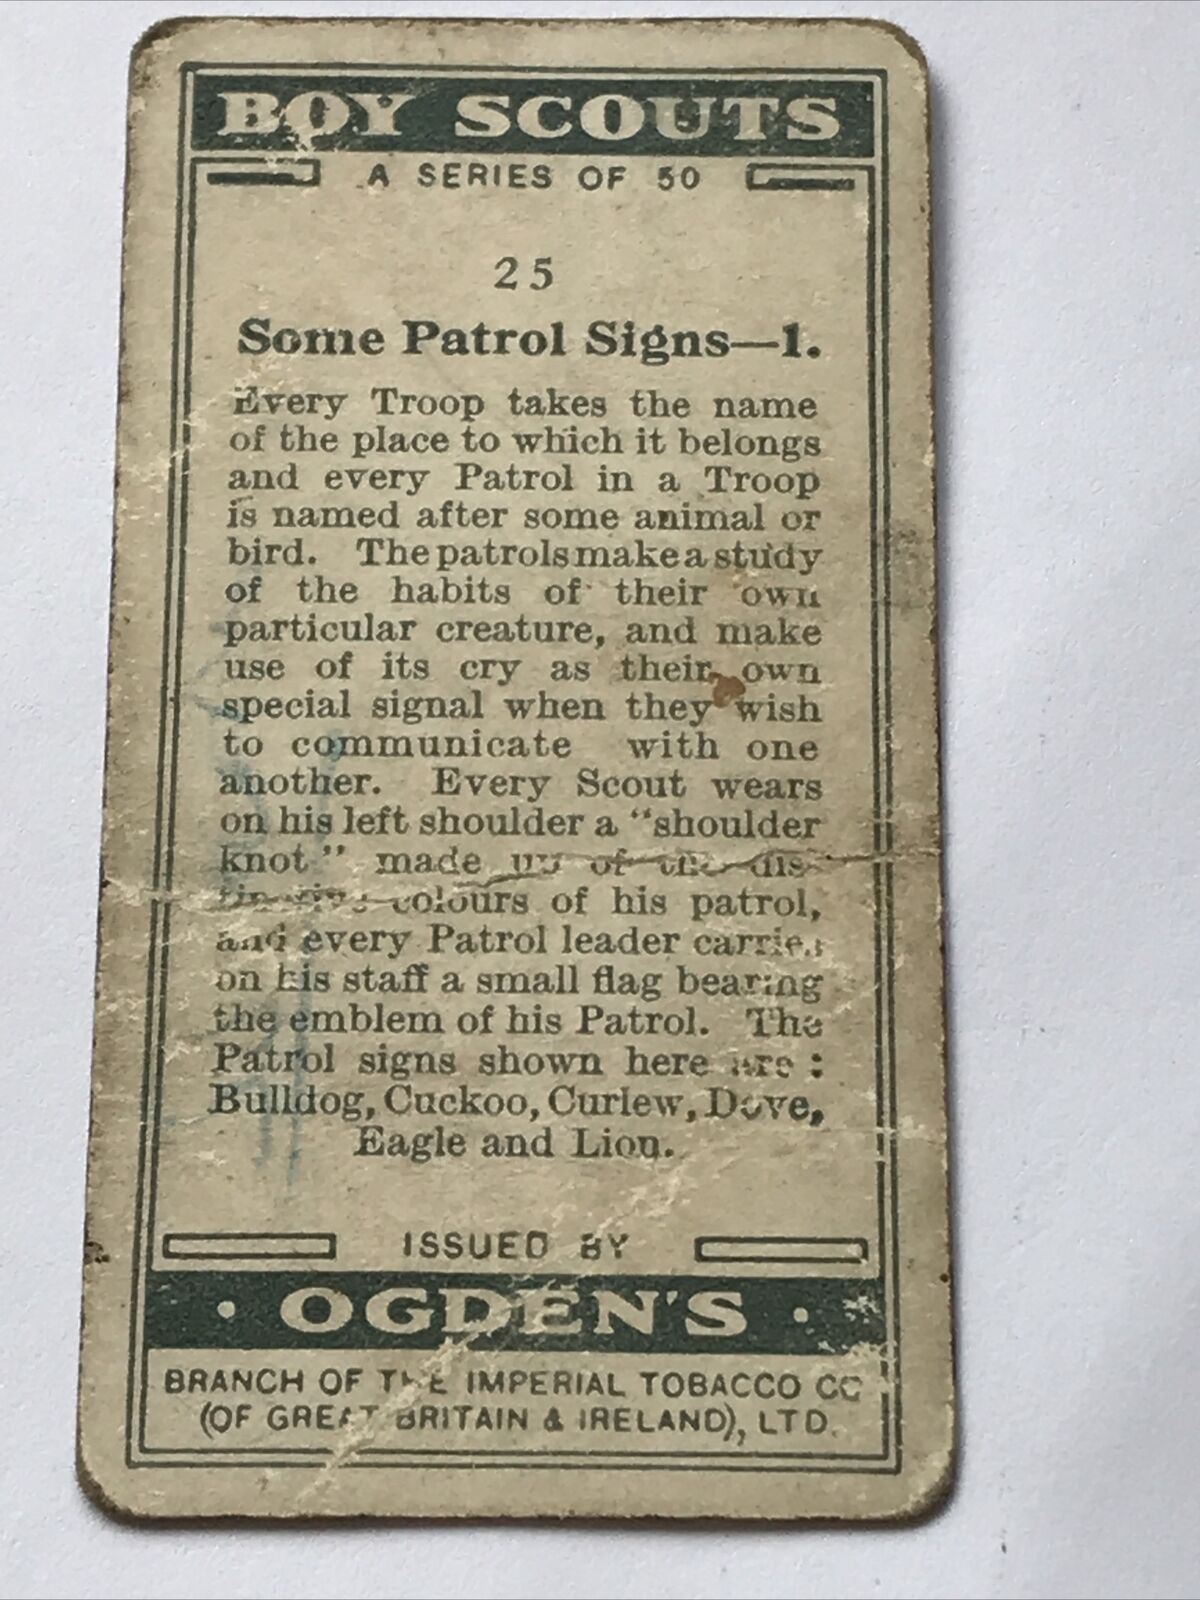 BOY SCOUTS
A SERIES OF 50
25
Some Patrol Signs—1.
Every Troop takes the name
of the place to which it belongs
and every Patrol in a Troop
is named after some animal or
bird. The patrols make a study
of the habits of their own
particular creature, and make
use of its cry as their own
special signal when they wish
to communicate with one
another. Every Scout wears
on his left shoulder a "shoulder
knot" made up of the dis-
tinctive colours of his patrol,
and every Patrol leader carries
on his staff a small flag bearing
the emblem of his Patrol. The
Patrol signs shown here are:
Bulldog, Cuckoo, Curlew, Dove,
Eagle and Lion.
ISSUED BY
· OGDEN'S ·
BRANCH OF THE IMPERIAL TOBACCO CO
(OF GREAT BRITAIN & IRELAND), LTD.